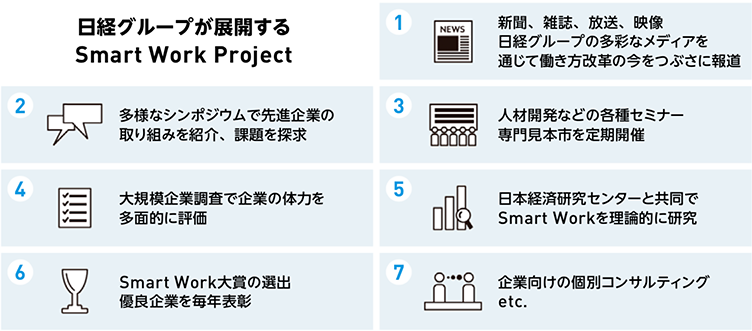 日経グループが展開する
Smart Work Project
1
NEWS
新聞、雑誌、放送、映像
日経グループの多彩なメディアを
通じて働き方改革の今をつぶさに報道
2
多様なシンポジウムで先進企業の
取り組みを紹介、課題を探求
3
人材開発などの各種セミナー
専門見本市を定期開催
4
大規模企業調査で企業の体力を
多面的に評価
5
日本経済研究センターと共同で
Smart Workを理論的に研究
6
Smart Work大賞の選出
優良企業を毎年表彰
7
企業向けの個別コンサルティング
etc.